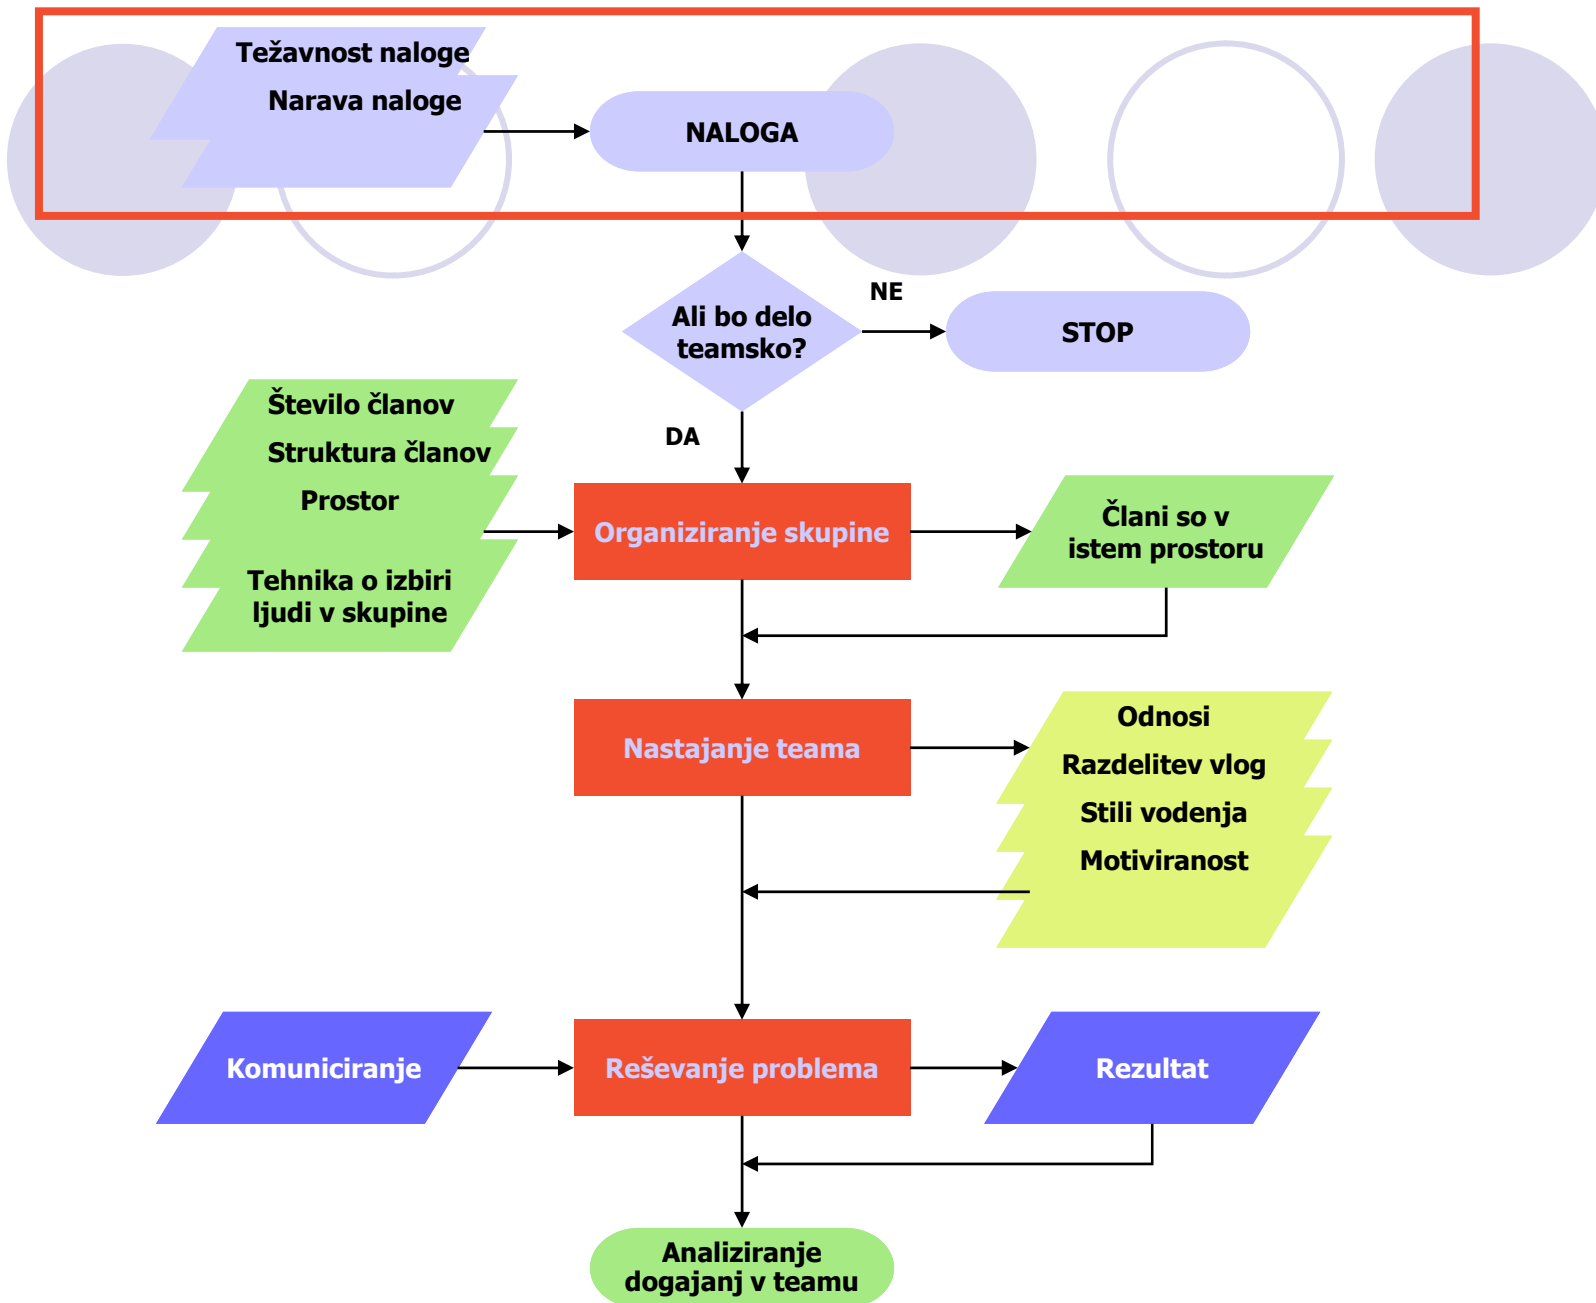 Težavnost naloge
Narava naloge
NALOGA
Ali bo delo
teamsko?
NE
STOP
DA
Število članov
Struktura članov
Prostor
Tehnika o izbiri
ljudi v skupine
Organiziranje skupine
Člani so v
istem prostoru
Nastajanje teama
Odnosi
Razdelitev vlog
Stili vodenja
Motiviranost
Komuniciranje
Reševanje problema
Rezultat
Analiziranje
dogajanj v teamu